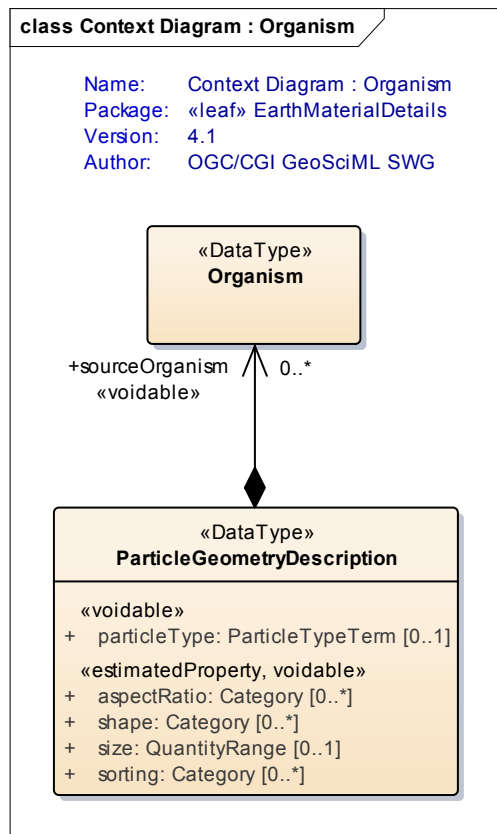 class Context Diagram : Organism
Name: Context Diagram : Organism
Package: «leaf» EarthMaterialDetails
Version: 4.1
Author: OGC/CGI GeoSciML SWG
«DataType»
Organism
+sourceOrganism 0..*
«voidable»
«DataType»
ParticleGeometryDescription
«voidable»
+ particleType: ParticleTypeTerm [0..1]
«estimatedProperty, voidable»
+ aspectRatio: Category [0..*]
+ shape: Category [0..*]
+ size: QuantityRange [0..1]
+ sorting: Category [0..*]